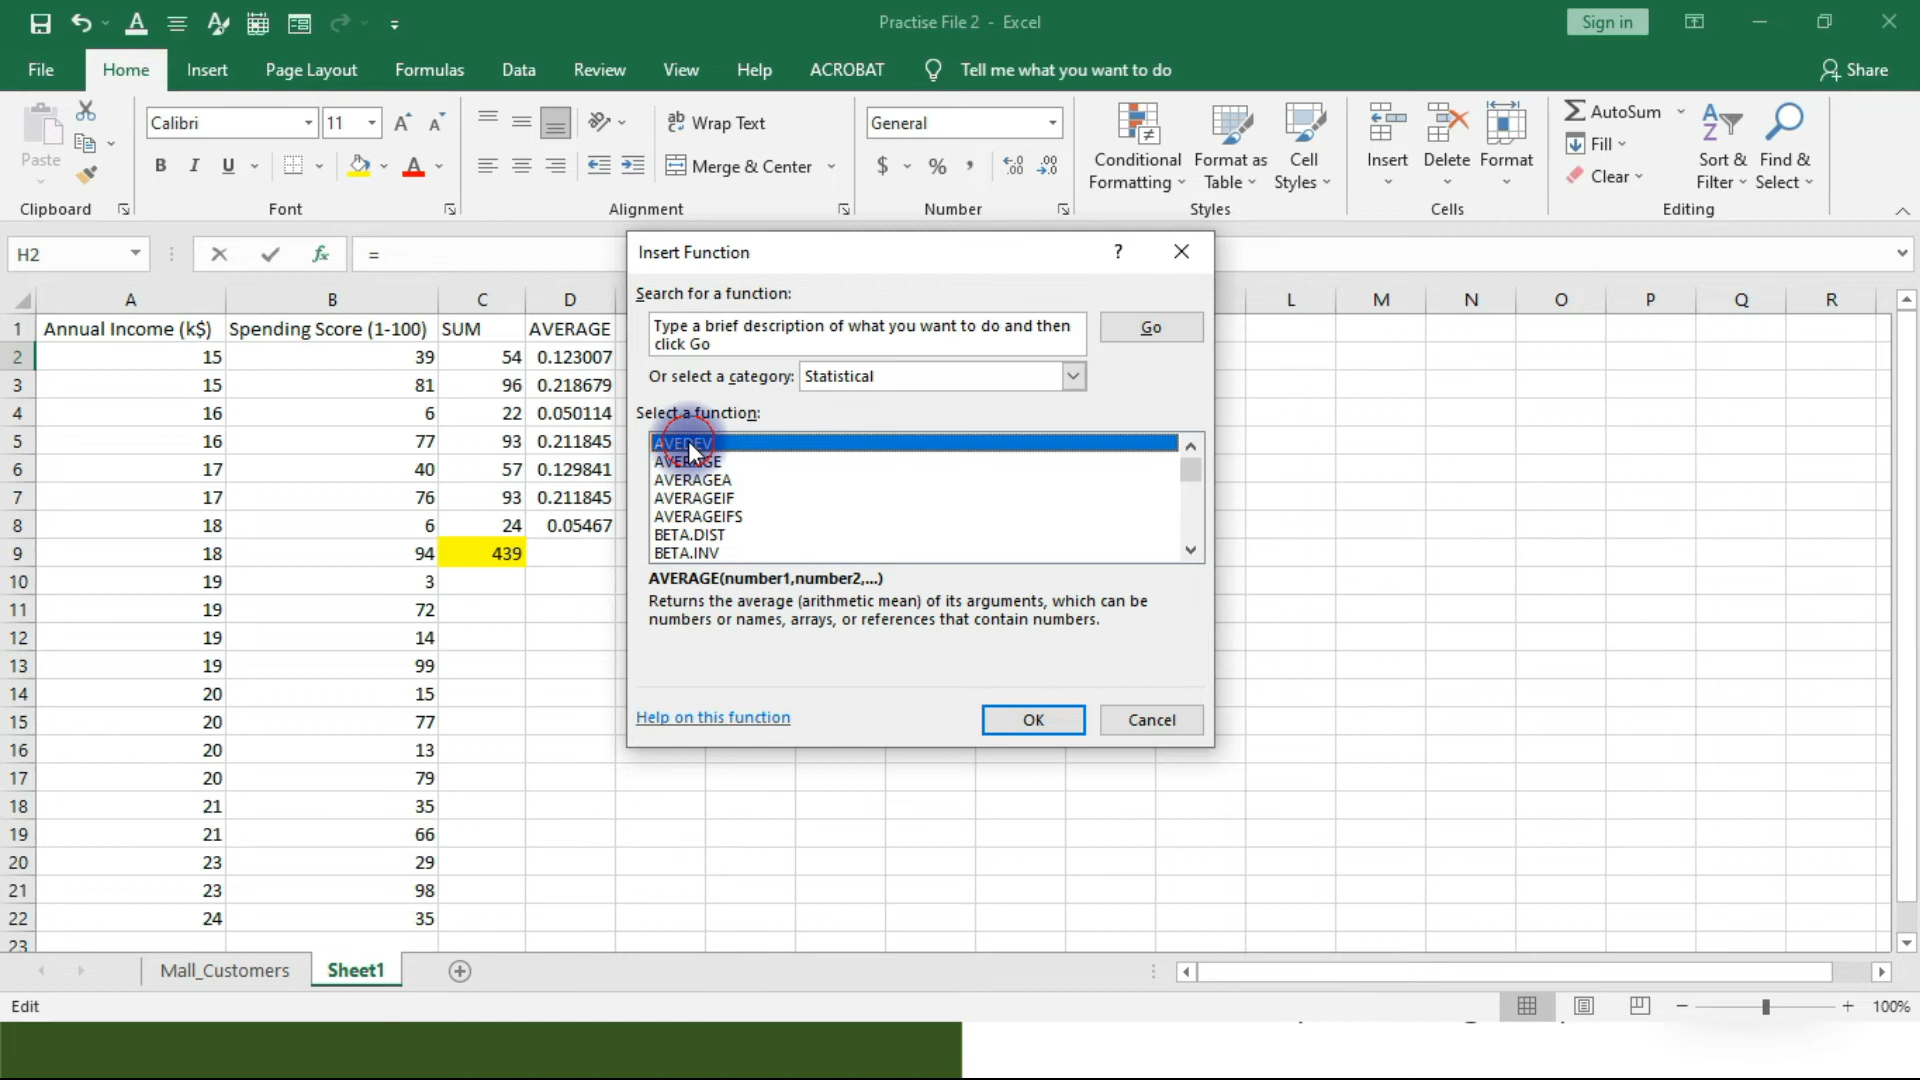 Practise File 2 - Excel
Sign in
File Home Insert Page Layout Formulas Data Review View Help ACROBAT Tell me what you want to do Share
Paste
Calibri 11
Wrap Text
General
AutoSum
Fill
Clear
B I U
Merge & Center
$ % ,
Conditional Formatting
Format as Table
Cell Styles
Insert Delete Format
Sort & Filter
Find & Select
Clipboard Font Alignment Number Styles Cells Editing
H2 fx =
A B C D L M N O P Q R
1 Annual Income (k$) Spending Score (1-100) SUM AVERAGE
2 15 39 54 0.123007
3 15 81 96 0.218679
4 16 6 22 0.050114
5 16 77 93 0.211845
6 17 40 57 0.129841
7 17 76 93 0.211845
8 18 6 24 0.05467
9 18 94 439
10 19 3
11 19 72
12 19 14
13 19 99
14 20 15
15 20 77
16 20 13
17 20 79
18 21 35
19 21 66
20 23 29
21 23 98
22 24 35
23
Insert Function ?
Search for a function:
Type a brief description of what you want to do and then
click Go
Go
Or select a category: Statistical
Select a function:
AVEDEV
AVERAGE
AVERAGEA
AVERAGEIF
AVERAGEIFS
BETA.DIST
BETA.INV
AVERAGE(number1,number2,...)
Returns the average (arithmetic mean) of its arguments, which can be
numbers or names, arrays, or references that contain numbers.
Help on this function
OK Cancel
Mall_Customers Sheet1
Edit 100%